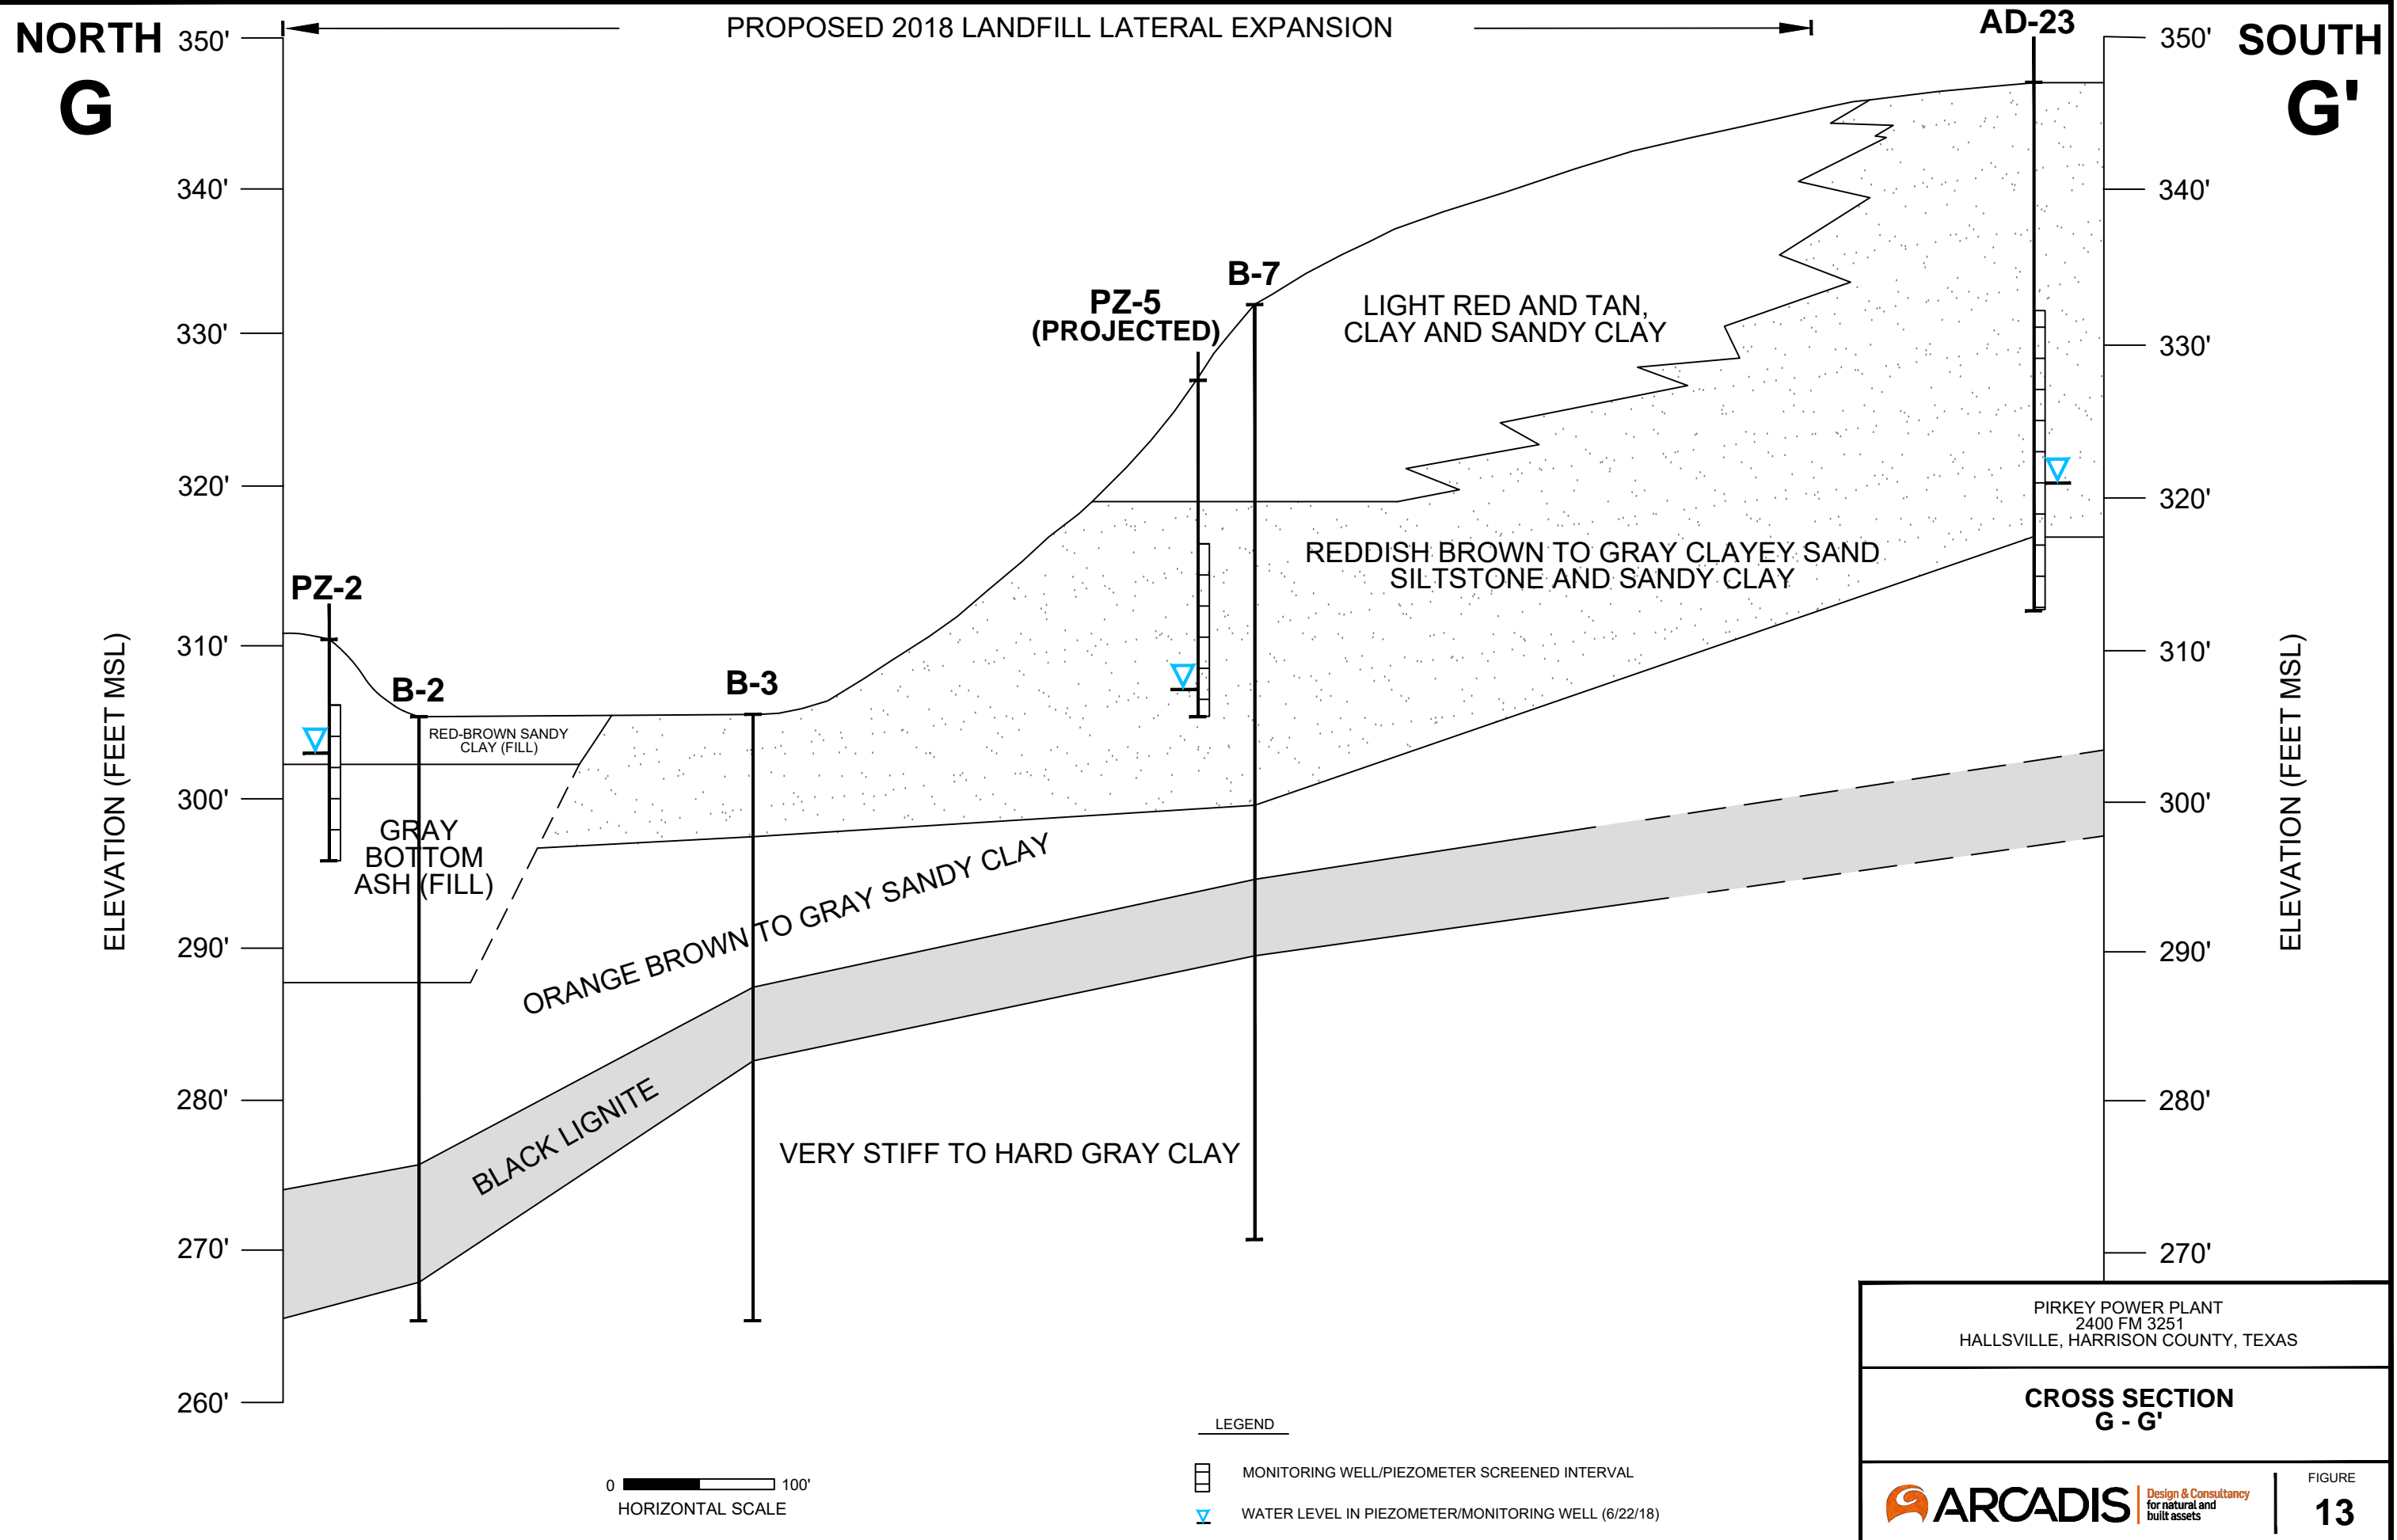 NORTH
G
PROPOSED 2018 LANDFILL LATERAL EXPANSION
AD-23
SOUTH
G'
350'
340'
330'
320'
310'
300'
290'
280'
270'
260'
ELEVATION (FEET MSL)
350'
340'
330'
320'
310'
300'
290'
280'
270'
ELEVATION (FEET MSL)
B-7
PZ-5
(PROJECTED)
LIGHT RED AND TAN,
CLAY AND SANDY CLAY
REDDISH BROWN TO GRAY CLAYEY SAND
SILTSTONE AND SANDY CLAY
PZ-2
B-2
B-3
RED-BROWN SANDY
CLAY (FILL)
GRAY
BOTTOM
ASH (FILL)
ORANGE BROWN TO GRAY SANDY CLAY
BLACK LIGNITE
VERY STIFF TO HARD GRAY CLAY
0 100'
HORIZONTAL SCALE
LEGEND
MONITORING WELL/PIEZOMETER SCREENED INTERVAL
WATER LEVEL IN PIEZOMETER/MONITORING WELL (6/22/18)
PIRKEY POWER PLANT
2400 FM 3251
HALLSVILLE, HARRISON COUNTY, TEXAS
CROSS SECTION
G - G'
ARCADIS
Design & Consultancy
for natural and
built assets
FIGURE
13